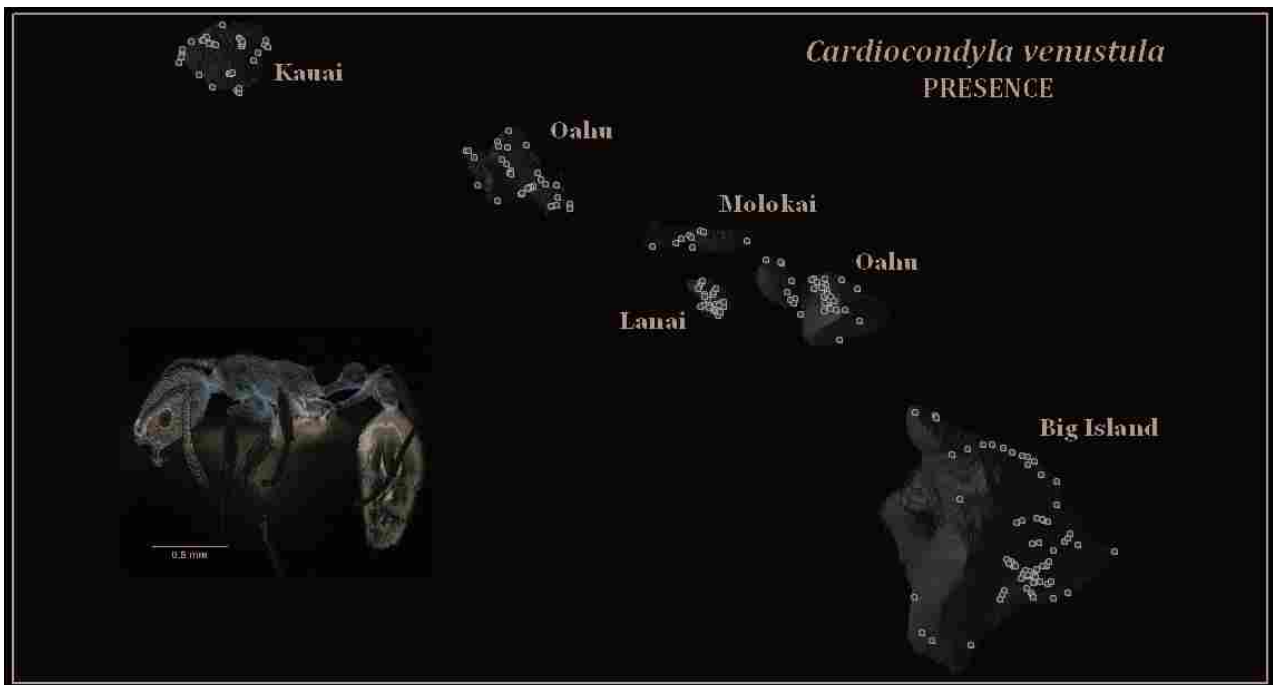 Cardiocondyla venustula
PRESENCE
Kauai
Oahu
Molokai
Oahu
Lanai
Big Island
0.5 mm